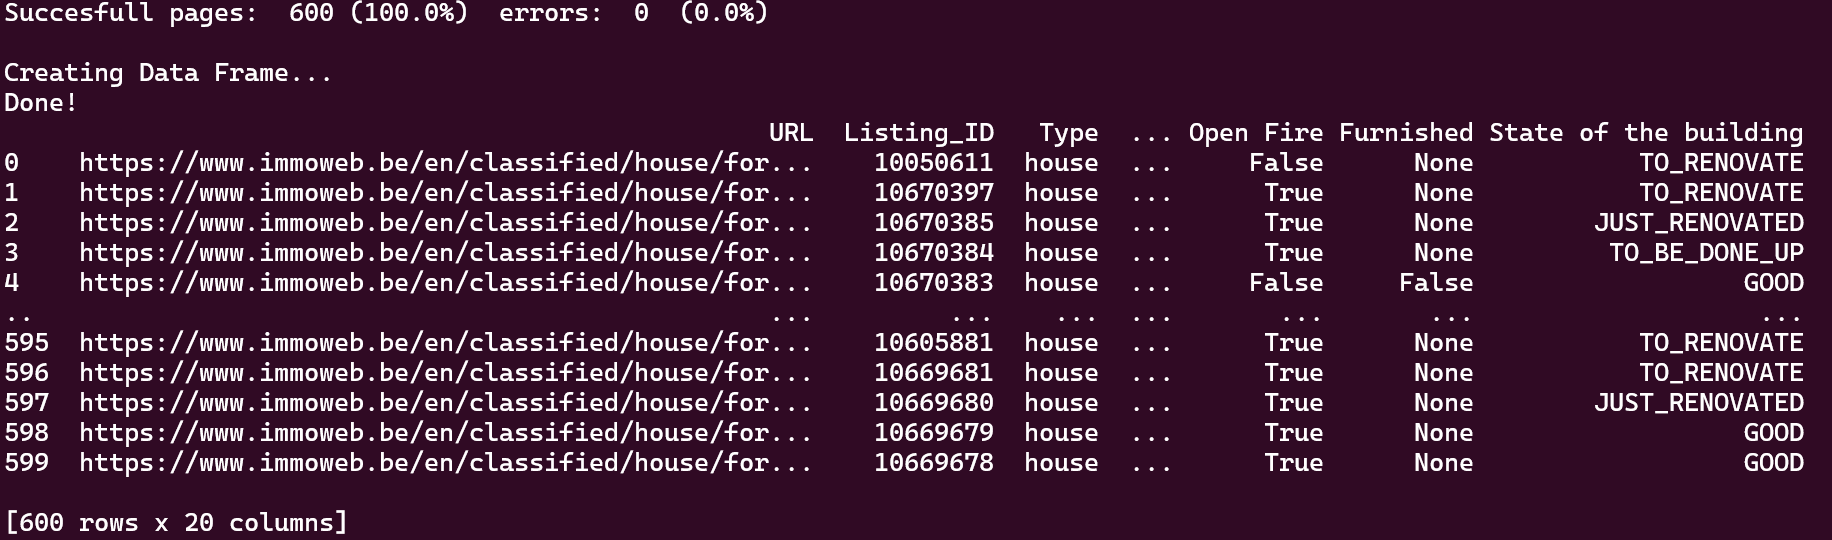 Succesfull pages:  600 (100.0%)  errors:  0  (0.0%)
Creating Data Frame...
Done!
URL  Listing_ID   Type  ... Open Fire Furnished State of the building
0    https://www.immoweb.be/en/classified/house/for...    10050611  house  ...     False      None           TO_RENOVATE
1    https://www.immoweb.be/en/classified/house/for...    10670397  house  ...      True      None           TO_RENOVATE
2    https://www.immoweb.be/en/classified/house/for...    10670385  house  ...      True      None        JUST_RENOVATED
3    https://www.immoweb.be/en/classified/house/for...    10670384  house  ...      True      None         TO_BE_DONE_UP
4    https://www.immoweb.be/en/classified/house/for...    10670383  house  ...     False     False                  GOOD
..                                                 ...         ...    ...  ...       ...       ...                   ...
595  https://www.immoweb.be/en/classified/house/for...    10605881  house  ...      True      None           TO_RENOVATE
596  https://www.immoweb.be/en/classified/house/for...    10669681  house  ...      True      None           TO_RENOVATE
597  https://www.immoweb.be/en/classified/house/for...    10669680  house  ...      True      None        JUST_RENOVATED
598  https://www.immoweb.be/en/classified/house/for...    10669679  house  ...      True      None                  GOOD
599  https://www.immoweb.be/en/classified/house/for...    10669678  house  ...      True      None                  GOOD
[600 rows x 20 columns]